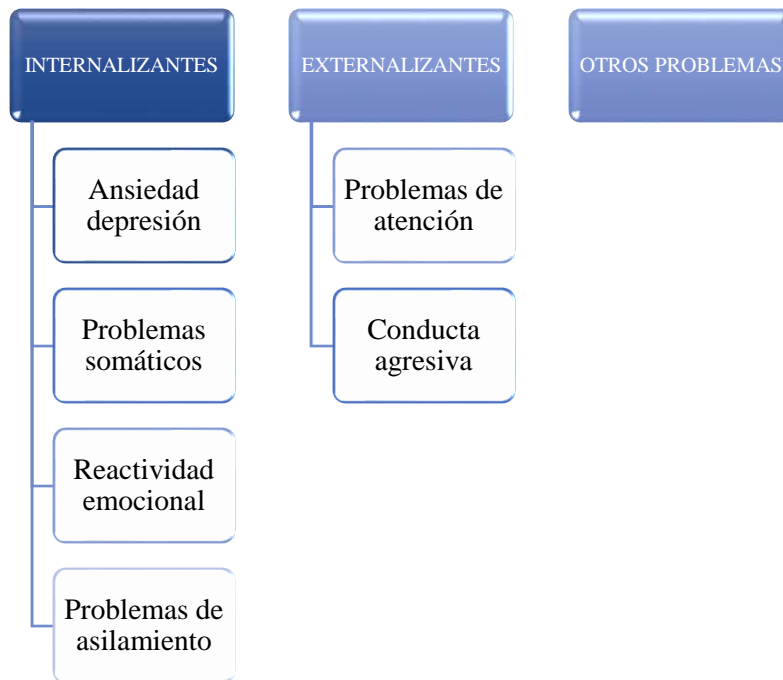 INTERNALIZANTES
Ansiedad
depresión
Problemas
somáticos
Reactividad
emocional
Problemas de
asilamiento
EXTERNALIZANTES
Problemas de
atención
Conducta
agresiva
OTROS PROBLEMAS